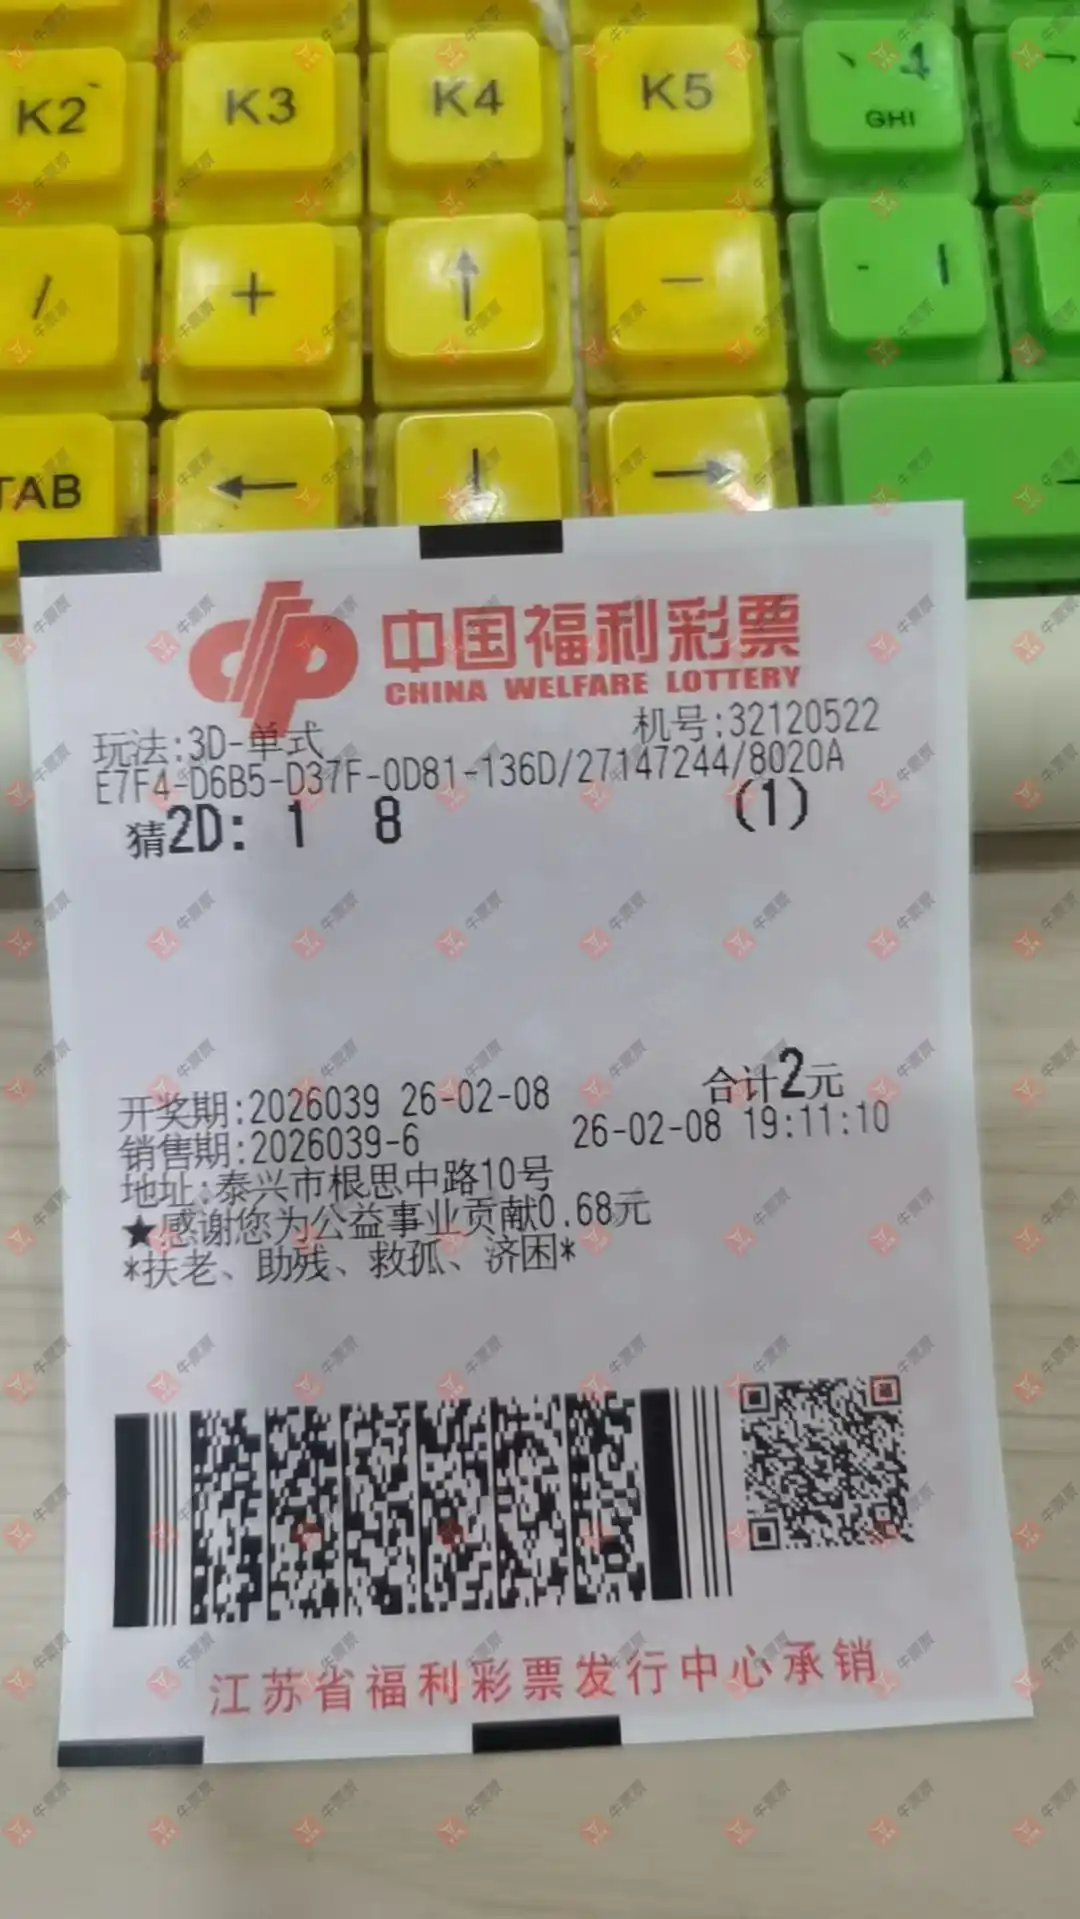 K2
K3
K4
K5
4
GHI
/
+
↑
−
-
TAB
←
↓
→
中国福利彩票
CHINA WELFARE LOTTERY
玩法:3D-单式
机号:32120522
E7F4-D6B5-D37F-0D81-136D/27147244/8020A
猜2D: 1 8 (1)
合计2元
开奖期:2026039 26-02-08
销售期:2026039-6 26-02-08 19:11:10
地址:泰兴市根思中路10号
★感谢您为公益事业贡献0.68元
*扶老、助残、救孤、济困*
江苏省福利彩票发行中心承销
牛票票